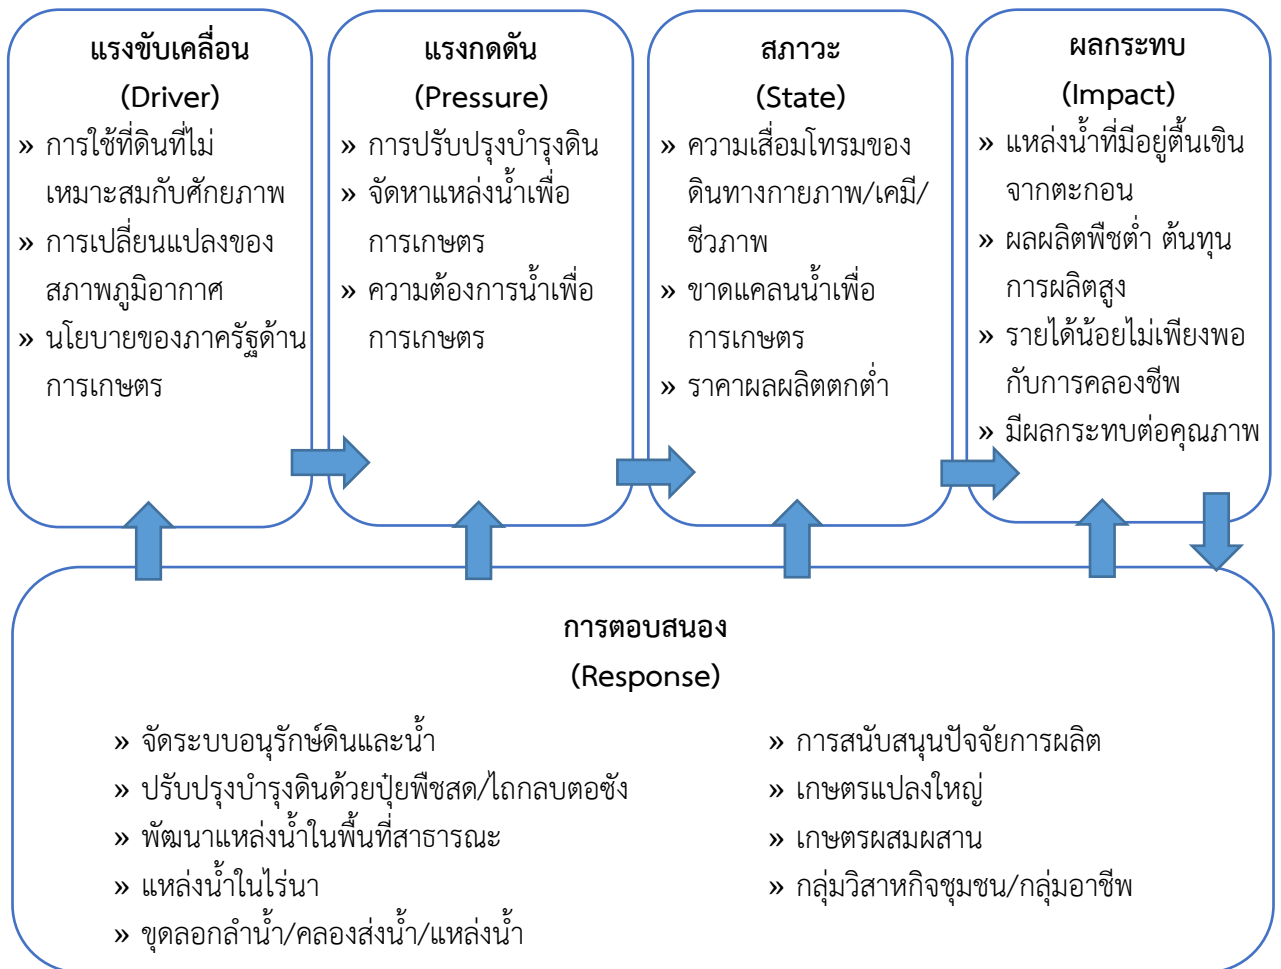 แรงขับเคลื่อน
(Driver)
» การใช้ที่ดินที่ไม่
เหมาะสมกับศักยภาพ
» การเปลี่ยนแปลงของ
สภาพภูมิอากาศ
» นโยบายของภาครัฐด้าน
การเกษตร
แรงกดดัน
(Pressure)
» การปรับปรุงบำรุงดิน
» จัดหาแหล่งน้ำเพื่อ
การเกษตร
» ความต้องการน้ำเพื่อ
การเกษตร
สภาวะ
(State)
» ความเสื่อมโทรมของ
ดินทางกายภาพ/เคมี/
ชีวภาพ
» ขาดแคลนน้ำเพื่อ
การเกษตร
» ราคาผลผลิตตกต่ำ
ผลกระทบ
(Impact)
» แหล่งน้ำที่มีอยู่ตื้นเขิน
จากตะกอน
» ผลผลิตพืชต่ำ ต้นทุน
การผลิตสูง
» รายได้น้อยไม่เพียงพอ
กับการคลองชีพ
» มีผลกระทบต่อคุณภาพ
การตอบสนอง
(Response)
» จัดระบบอนุรักษ์ดินและน้ำ
» ปรับปรุงบำรุงดินด้วยปุ๋ยพืชสด/ไถกลบตอซัง
» พัฒนาแหล่งน้ำในพื้นที่สาธารณะ
» แหล่งน้ำในไร่นา
» ขุดลอกลำน้ำ/คลองส่งน้ำ/แหล่งน้ำ
» การสนับสนุนปัจจัยการผลิต
» เกษตรแปลงใหญ่
» เกษตรผสมผสาน
» กลุ่มวิสาหกิจชุมชน/กลุ่มอาชีพ